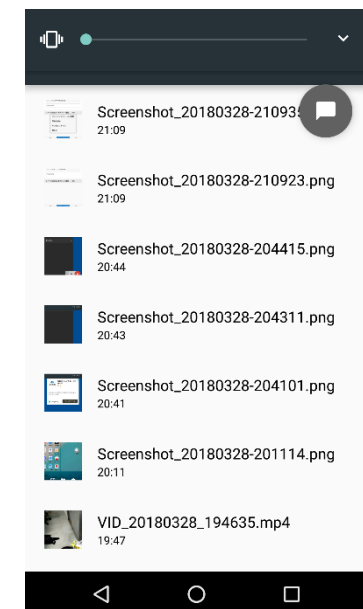 Screenshot_20180328-210935
21:09
Screenshot_20180328-210923.png
21:09
Screenshot_20180328-204415.png
20:44
Screenshot_20180328-204311.png
20:43
Screenshot_20180328-204101.png
20:41
Screenshot_20180328-201114.png
20:11
VID_20180328_194635.mp4
19:47